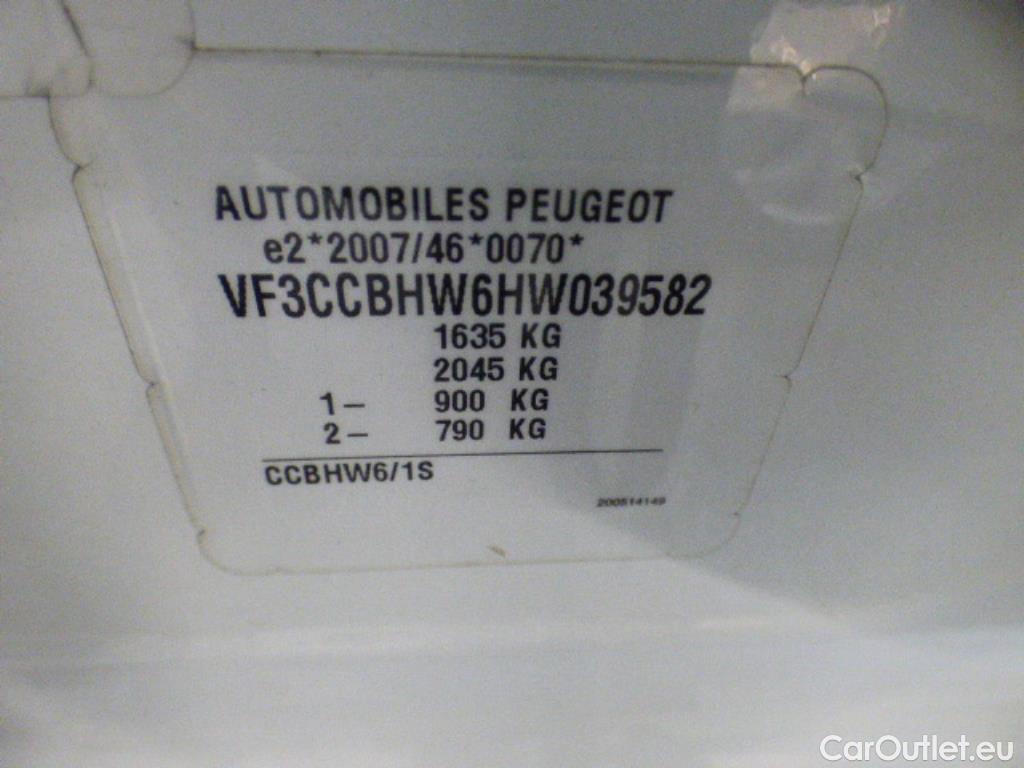 AUTOMOBILES PEUGEOT
e2*2007/46*0070*
VF3CCBHW6HW039582
1635 KG
2045 KG
1- 900 KG
2- 790 KG
CCBHW6/1S
200514149
CarOutlet.eu